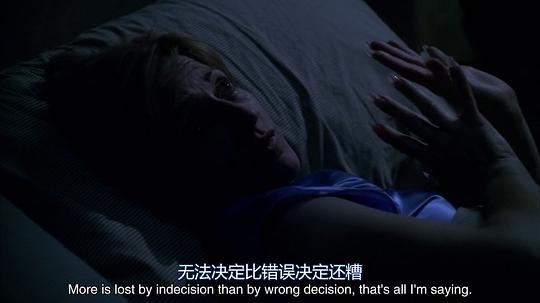 无法决定比错误决定还糟
More is lost by indecision than by wrong decision, that's all I'm saying.